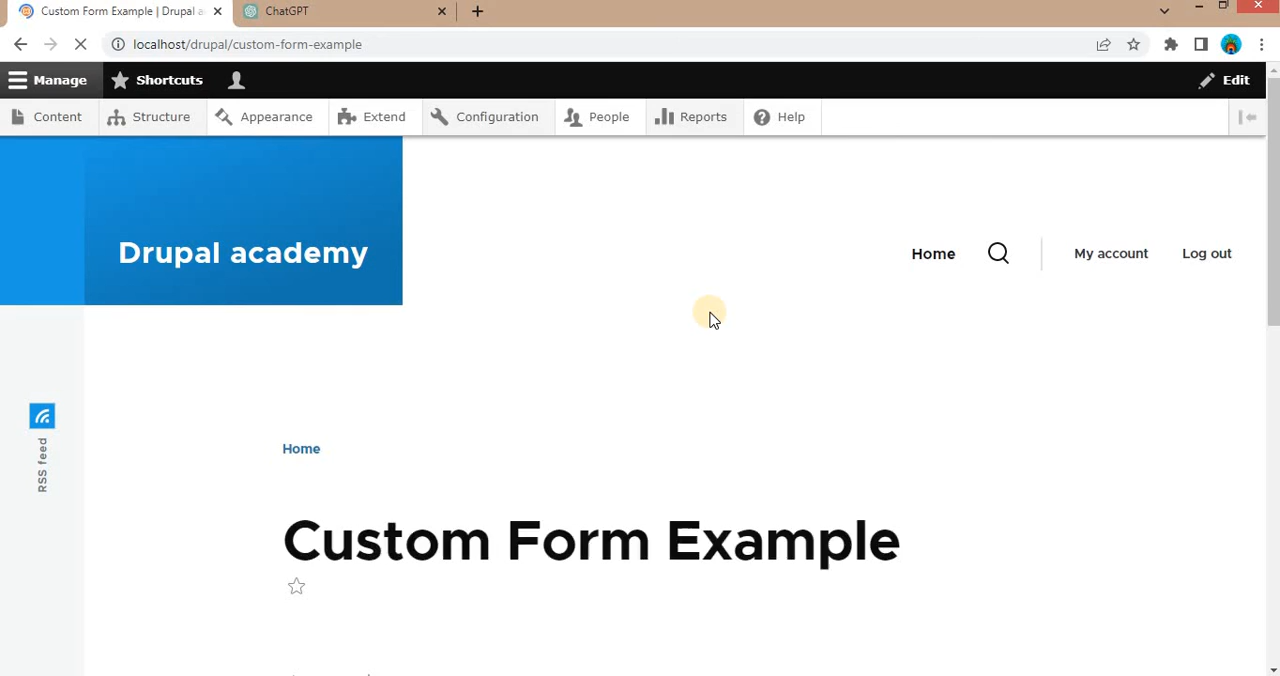 Custom Form Example | Drupal a
ChatGPT
localhost/drupal/custom-form-example
Manage
Shortcuts
Edit
Content
Structure
Appearance
Extend
Configuration
People
Reports
Help
Drupal academy
Home
My account
Log out
RSS feed
Home
Custom Form Example